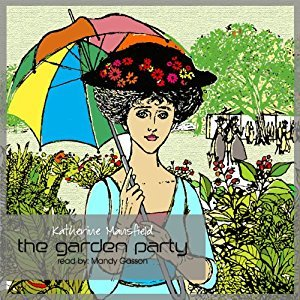 Katherine Mansfield
the garden party
read by: Mandy Gasson